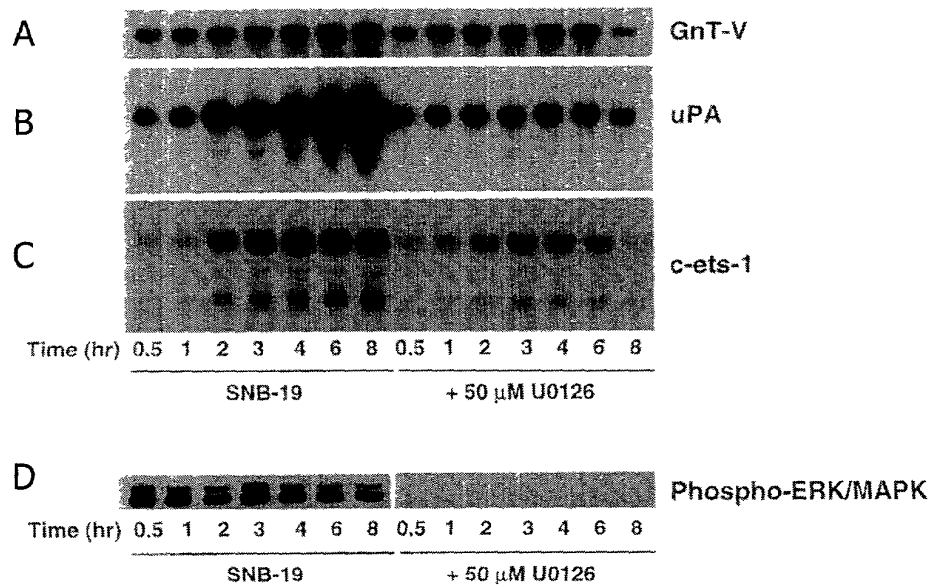 A GnT-V
B uPA
C c-ets-1
Time (hr) 0.5 1 2 3 4 6 8 0.5 1 2 3 4 6 8
SNB-19 + 50 µM U0126
D Phospho-ERK/MAPK
Time (hr) 0.5 1 2 3 4 6 8 0.5 1 2 3 4 6 8
SNB-19 + 50 µM U0126